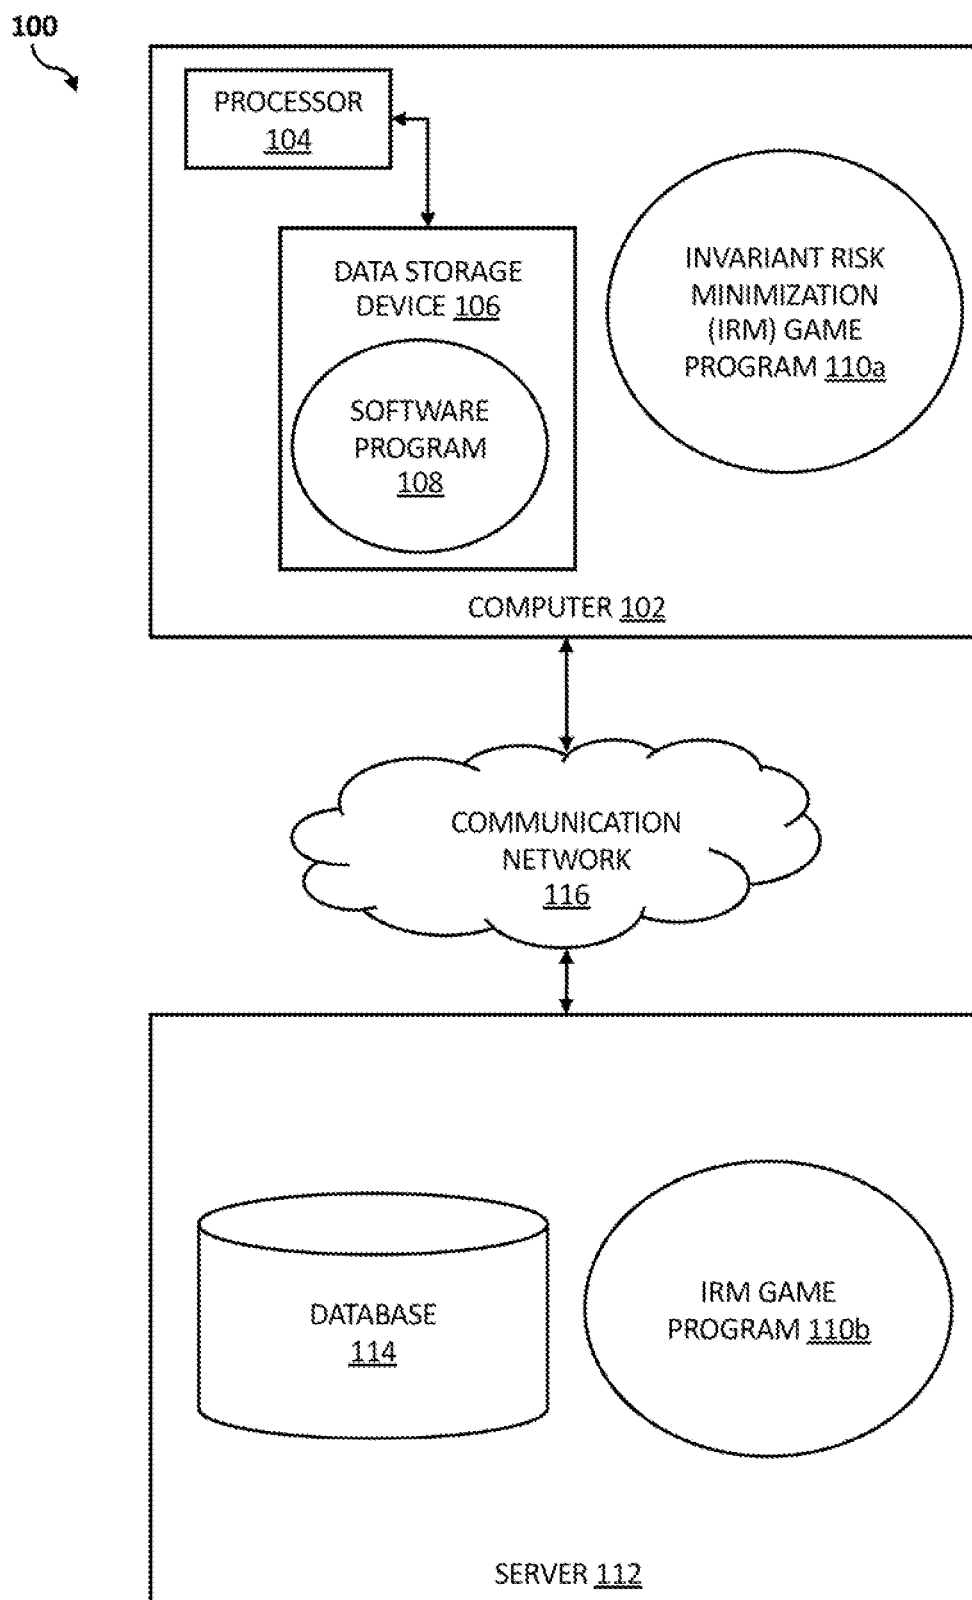 100
PROCESSOR
104
DATA STORAGE
DEVICE 106
SOFTWARE
PROGRAM
108
INVARIANT RISK
MINIMIZATION
(IRM) GAME
PROGRAM 110a
COMPUTER 102
COMMUNICATION
NETWORK
116
DATABASE
114
IRM GAME
PROGRAM 110b
SERVER 112